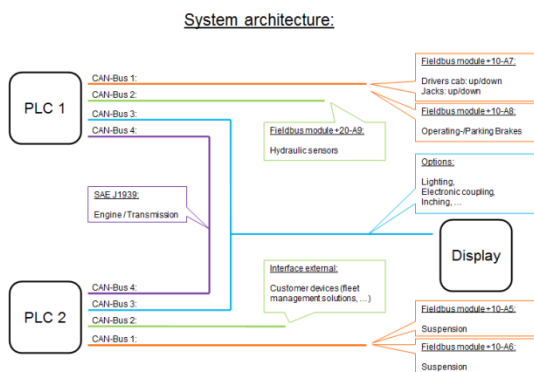 System architecture:
PLC 1
CAN-Bus 1:
CAN-Bus 2:
CAN-Bus 3:
CAN-Bus 4:
Fieldbus module +10-A7:
Drivers cab: up/down
Jacks: up/down
Fieldbus module +10-A8:
Operating-/Parking Brakes
Fieldbus module +20-A9:
Hydraulic sensors
Options:
Lighting,
Electronic coupling,
Inching, ...
SAE J1939:
Engine / Transmission
Display
Interface external:
Customer devices (fleet
management solutions, ...)
PLC 2
CAN-Bus 4:
CAN-Bus 3:
CAN-Bus 2:
CAN-Bus 1:
Fieldbus module +10-A5:
Suspension
Fieldbus module +10-A6:
Suspension